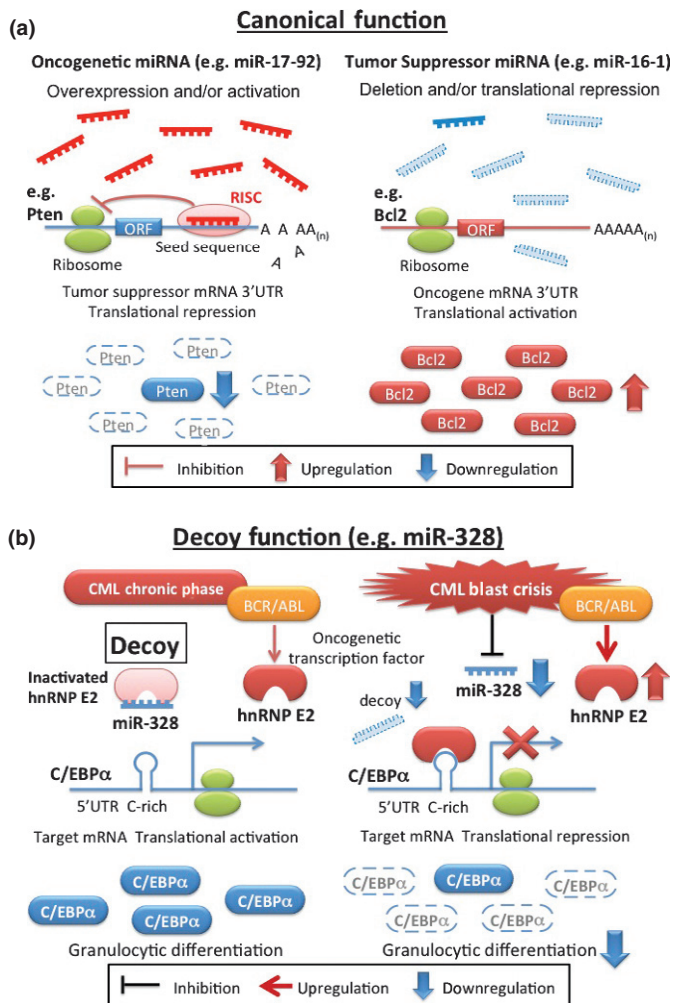 (a)
Canonical function
Oncogenetic miRNA (e.g. miR-17-92)
Overexpression and/or activation
e.g.
Pten
RISC
ORF
A A AA(n)
A A
Seed sequence
Ribosome
Tumor suppressor mRNA 3'UTR
Translational repression
Pten
Pten
Pten
Pten
Pten
Pten
Pten
Tumor Suppressor miRNA (e.g. miR-16-1)
Deletion and/or translational repression
e.g.
Bcl2
ORF
AAAAA(n)
Ribosome
Oncogene mRNA 3'UTR
Translational activation
Bcl2
Bcl2
Bcl2
Bcl2
Bcl2
Bcl2
Bcl2
Inhibition
Upregulation
Downregulation
(b)
Decoy function (e.g. miR-328)
CML chronic phase
BCR/ABL
Decoy
Inactivated
hnRNP E2
miR-328
hnRNP E2
Oncogenetic
transcription factor
C/EBPα
5'UTR C-rich
Target mRNA Translational activation
C/EBPα
C/EBPα
C/EBPα
C/EBPα
Granulocytic differentiation
CML blast crisis
BCR/ABL
miR-328
hnRNP E2
decoy
C/EBPα
5'UTR C-rich
Target mRNA Translational repression
C/EBPα
C/EBPα
C/EBPα
C/EBPα
C/EBPα
Granulocytic differentiation
Inhibition
Upregulation
Downregulation